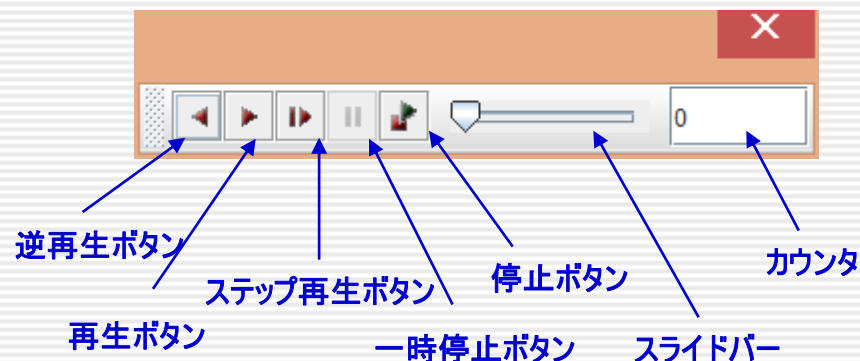 0
逆再生ボタン
カウンタ
停止ボタン
ステップ再生ボタン
再生ボタン
一時停止ボタン
スライドバー